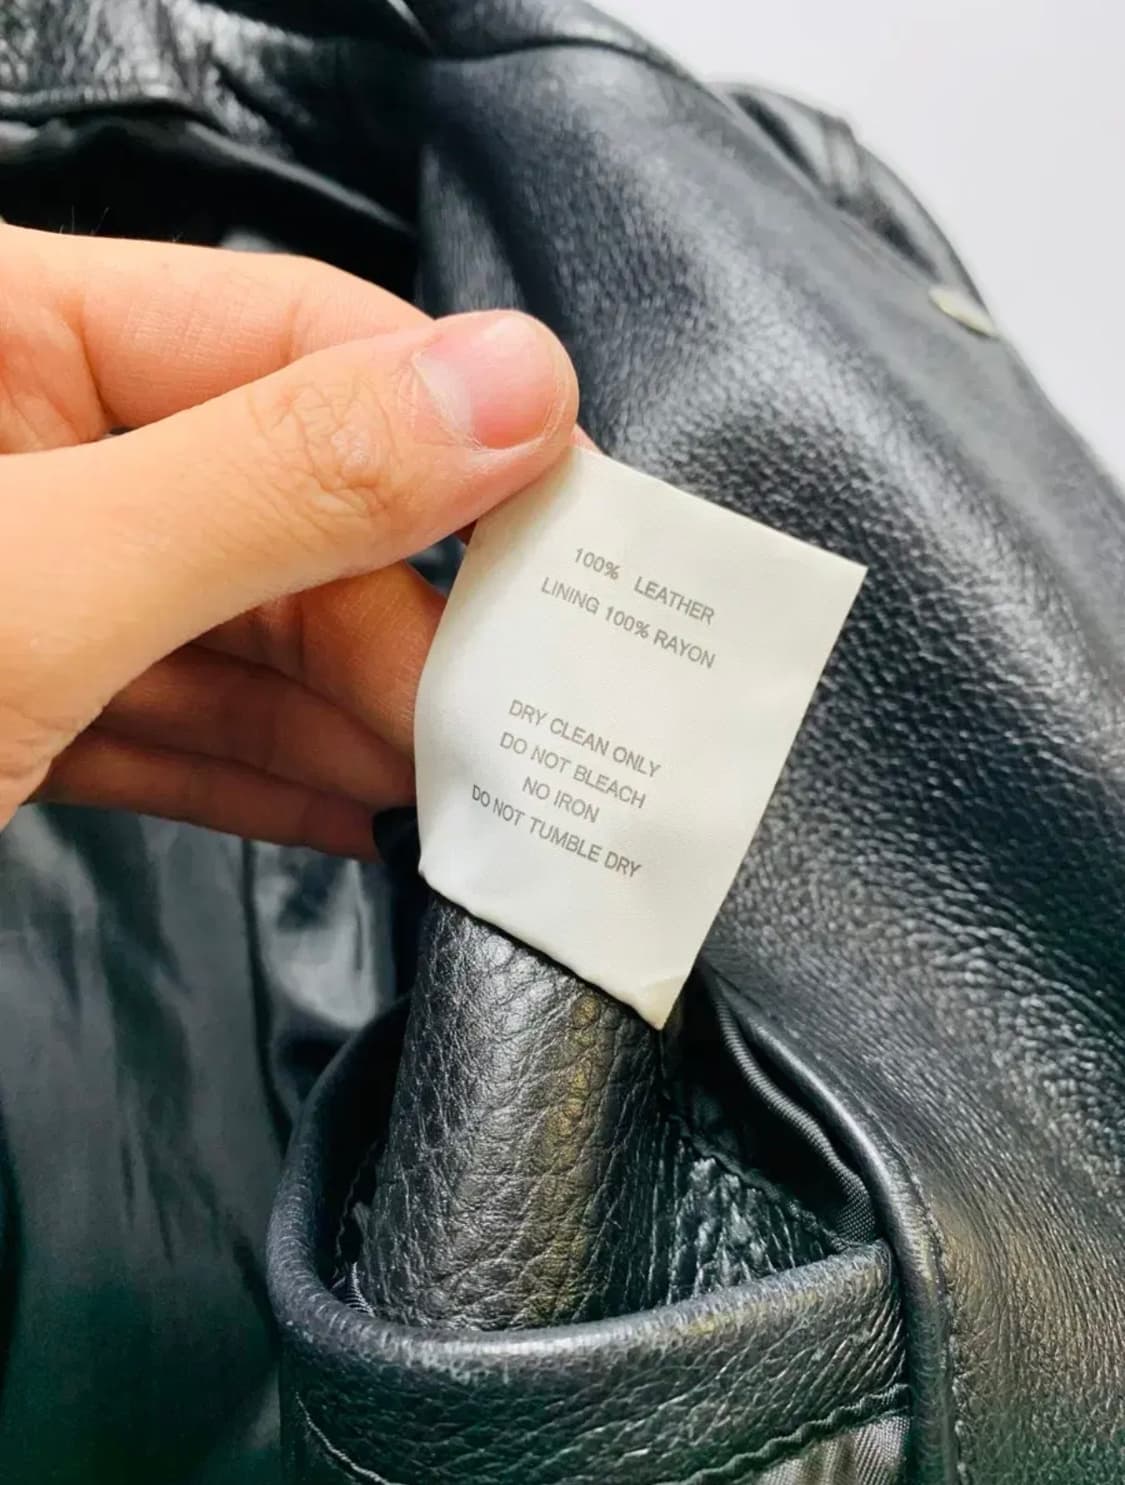 100% LEATHER
LINING 100% RAYON
DRY CLEAN ONLY
DO NOT BLEACH
NO IRON
DO NOT TUMBLE DRY